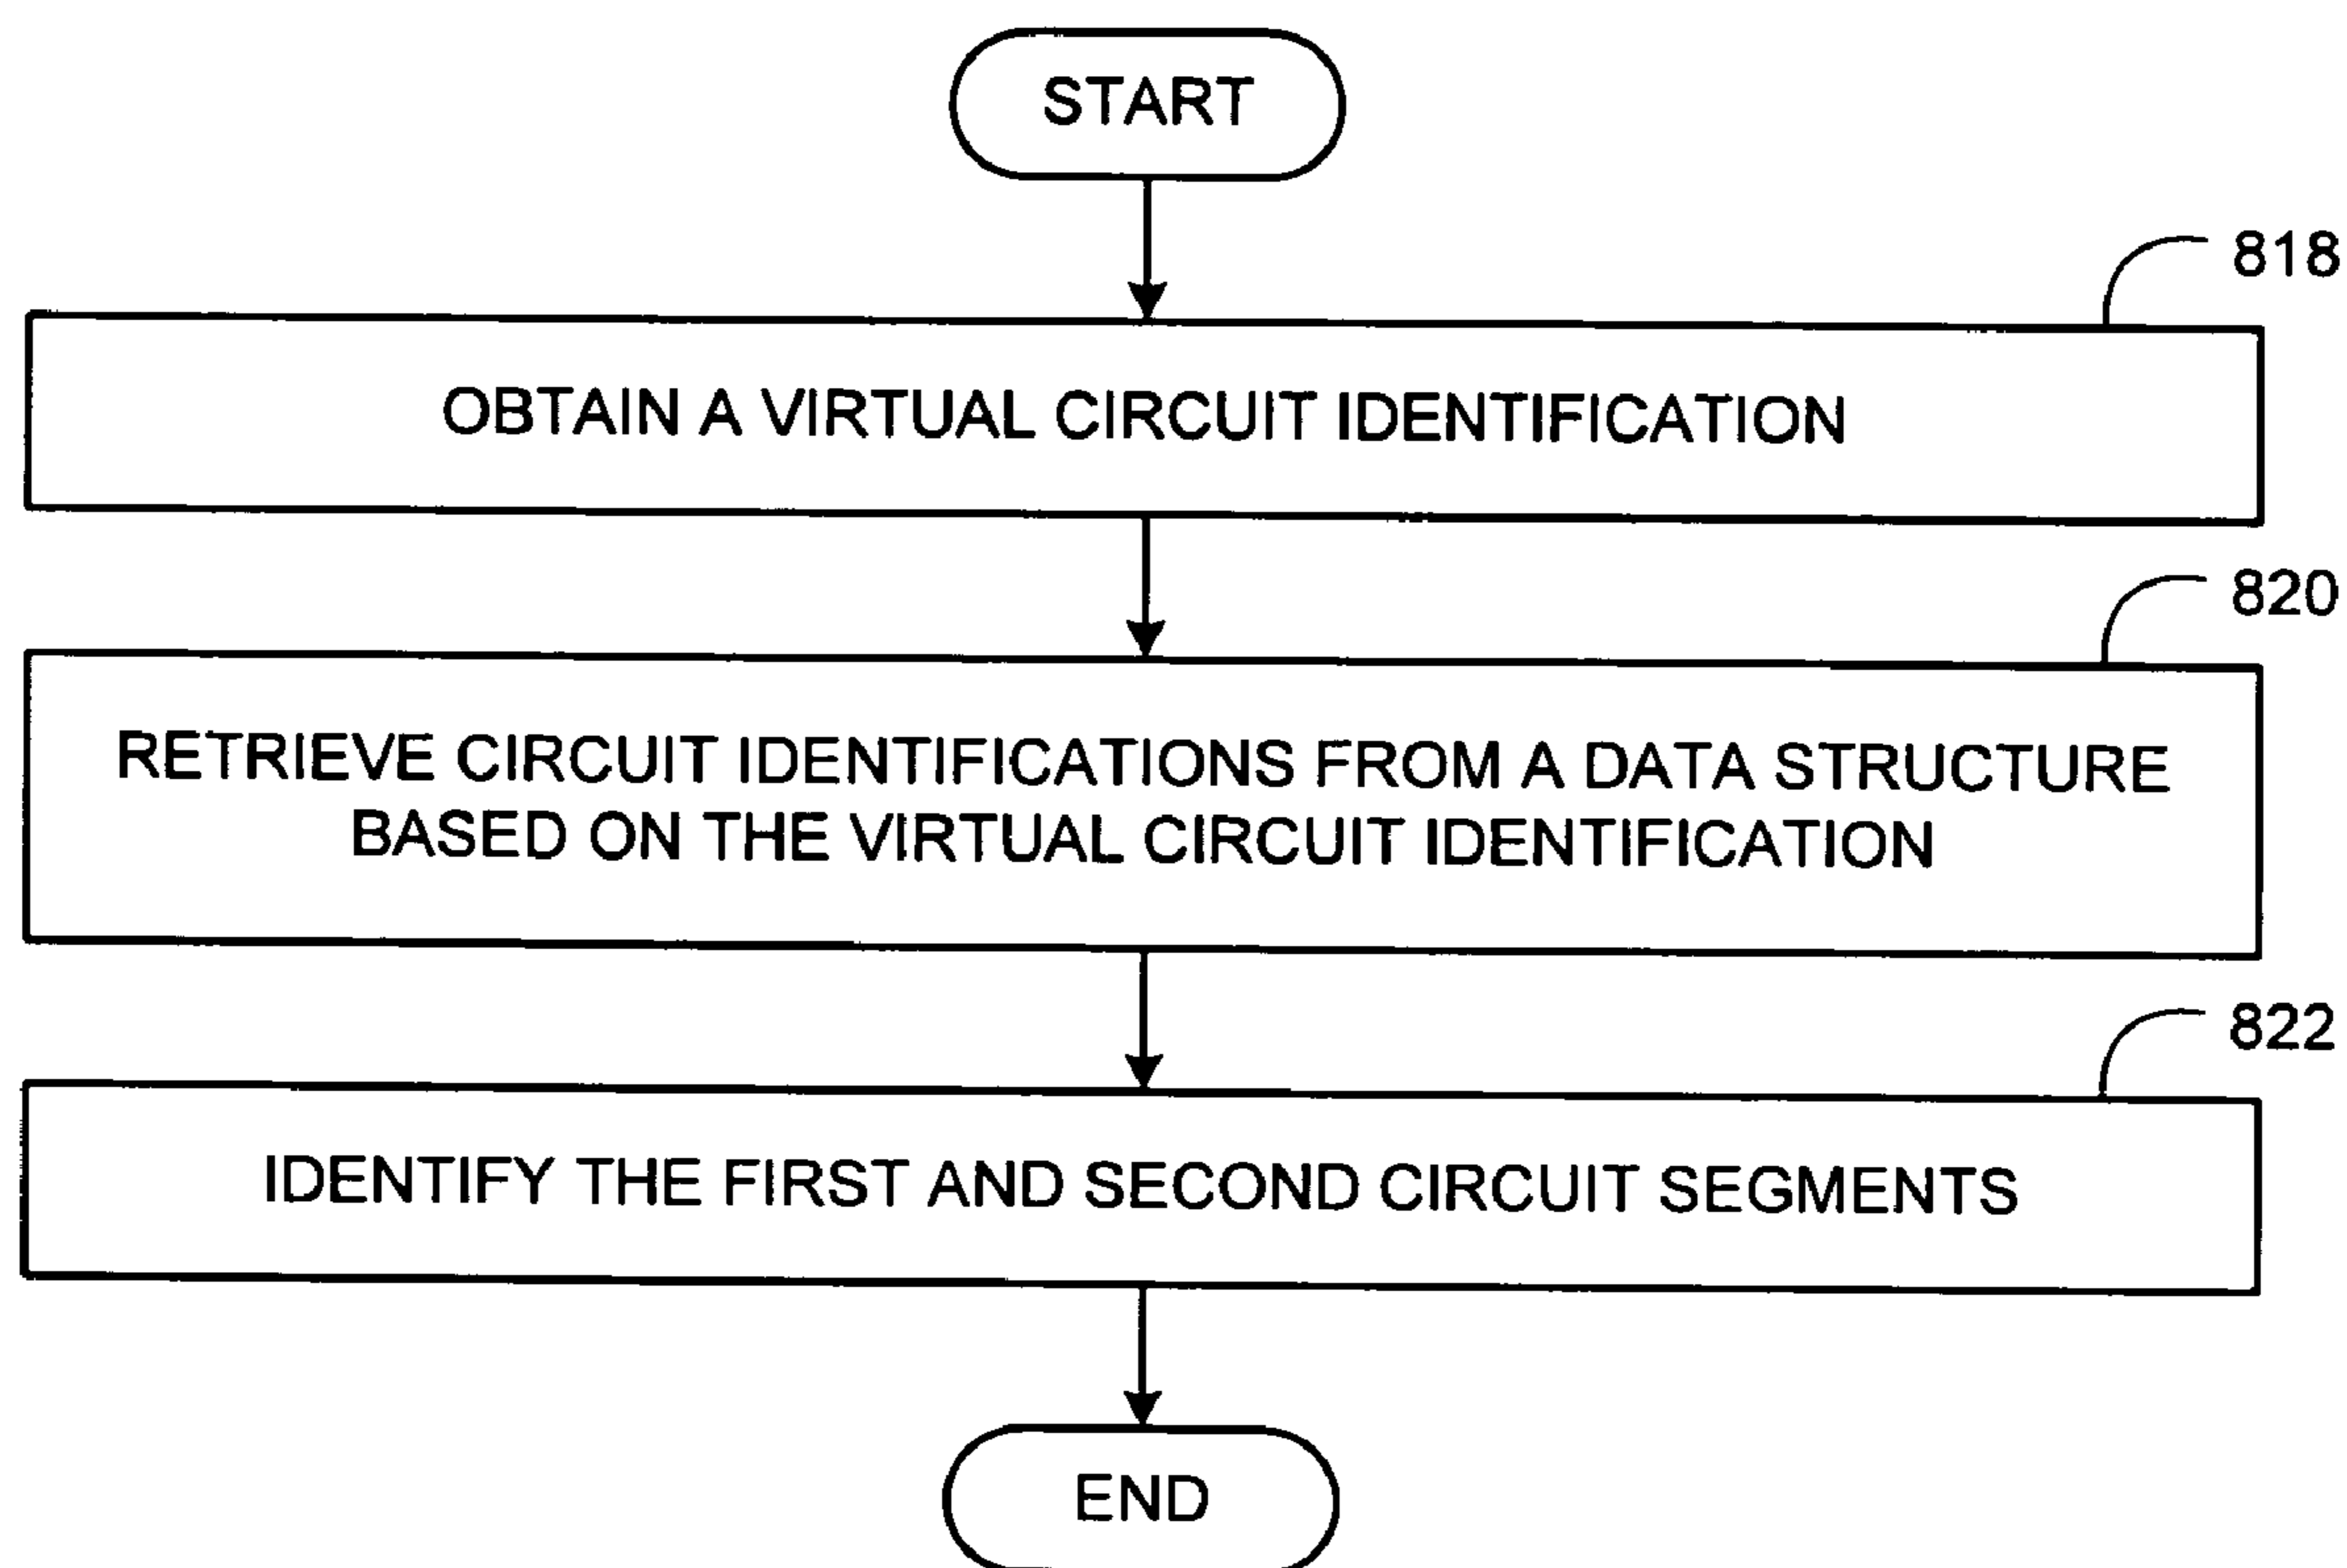 START
818
OBTAIN A VIRTUAL CIRCUIT IDENTIFICATION
820
RETRIEVE CIRCUIT IDENTIFICATIONS FROM A DATA STRUCTURE
BASED ON THE VIRTUAL CIRCUIT IDENTIFICATION
822
IDENTIFY THE FIRST AND SECOND CIRCUIT SEGMENTS
END